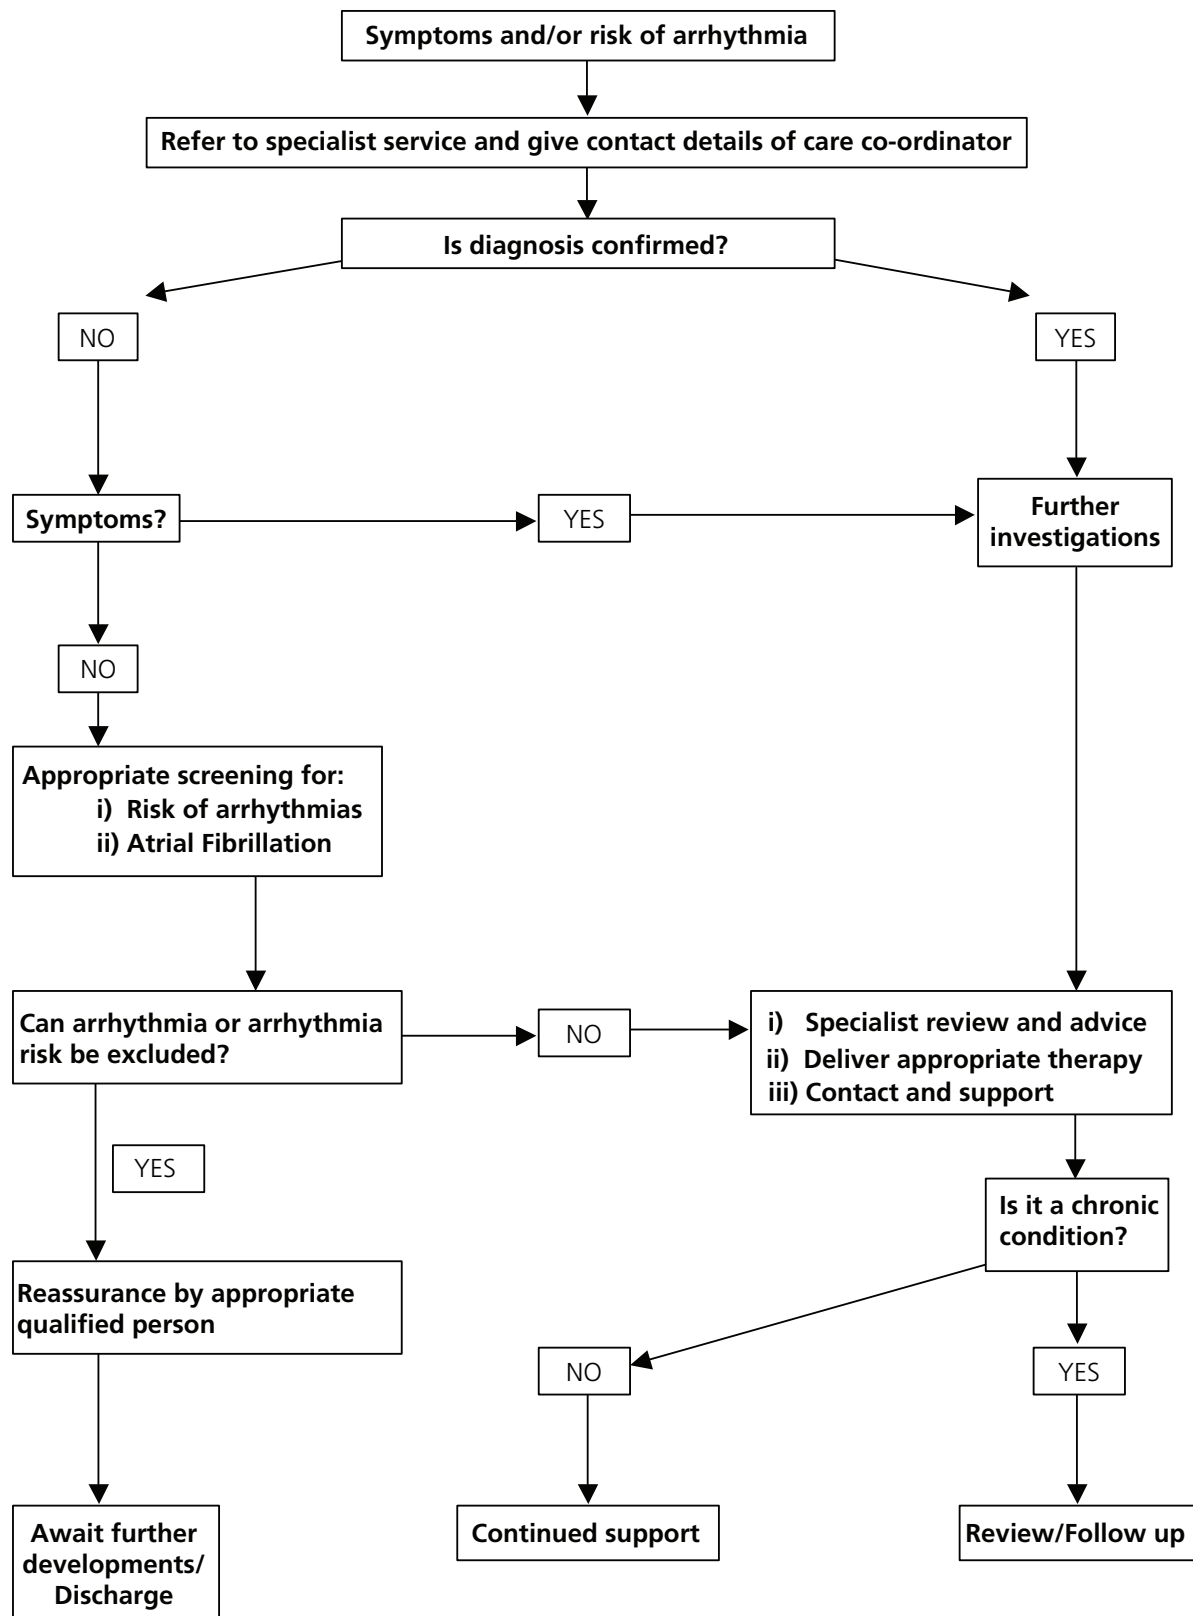 Symptoms and/or risk of arrhythmia
Refer to specialist service and give contact details of care co-ordinator
Is diagnosis confirmed?
NO
YES
Symptoms?
YES
Further
investigations
NO
Appropriate screening for:
i) Risk of arrhythmias
ii) Atrial Fibrillation
Can arrhythmia or arrhythmia
risk be excluded?
NO
i) Specialist review and advice
ii) Deliver appropriate therapy
iii) Contact and support
YES
Is it a chronic
condition?
Reassurance by appropriate
qualified person
NO
YES
Await further
developments/
Discharge
Continued support
Review/Follow up